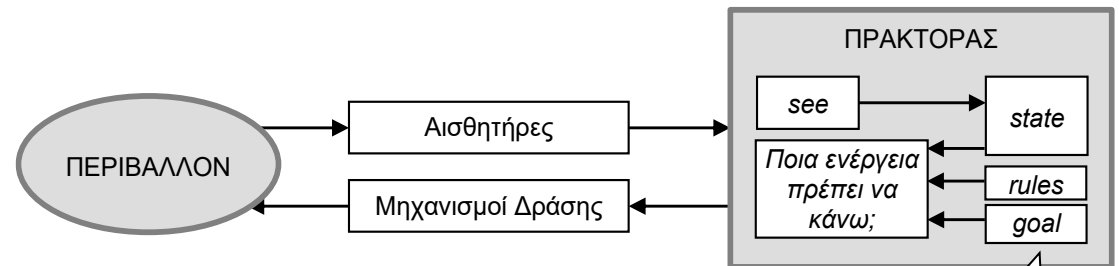 ΠΡΑΚΤΟΡΑΣ
see
state
Αισθητήρες
ΠΕΡΙΒΑΛΛΟΝ
Ποια ενέργεια
πρέπει να
κάνω;
rules
Μηχανισμοί Δράσης
goal